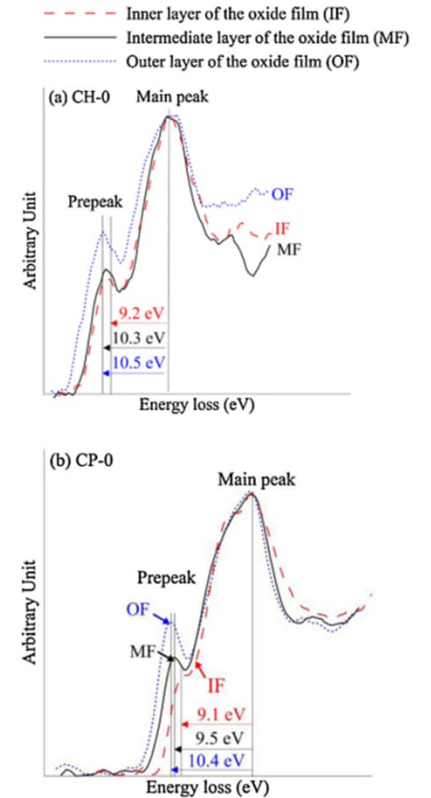 Inner layer of the oxide film (IF)
Intermediate layer of the oxide film (MF)
Outer layer of the oxide film (OF)
(a) CH-0
Main peak
Prepeak
OF
IF
MF
9.2 eV
10.3 eV
10.5 eV
Arbitrary Unit
Energy loss (eV)
(b) CP-0
Main peak
Prepeak
OF
MF
IF
9.1 eV
9.5 eV
10.4 eV
Arbitrary Unit
Energy loss (eV)